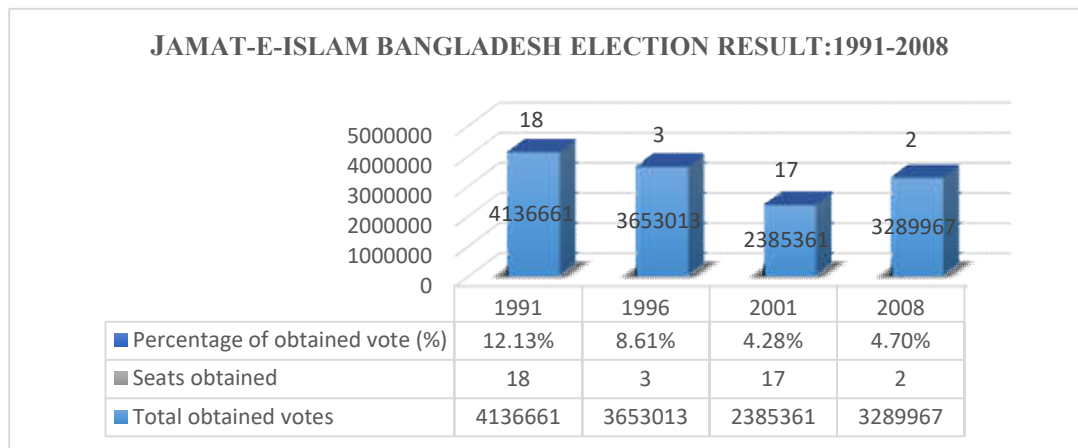 JAMAT-E-ISLAM BANGLADESH ELECTION RESULT:1991-2008
18 3 17 2
5000000
4000000
3000000
2000000
1000000
0
4136661 3653013 2385361 3289967
1991 1996 2001 2008
Percentage of obtained vote (%) 12.13% 8.61% 4.28% 4.70%
Seats obtained 18 3 17 2
Total obtained votes 4136661 3653013 2385361 3289967